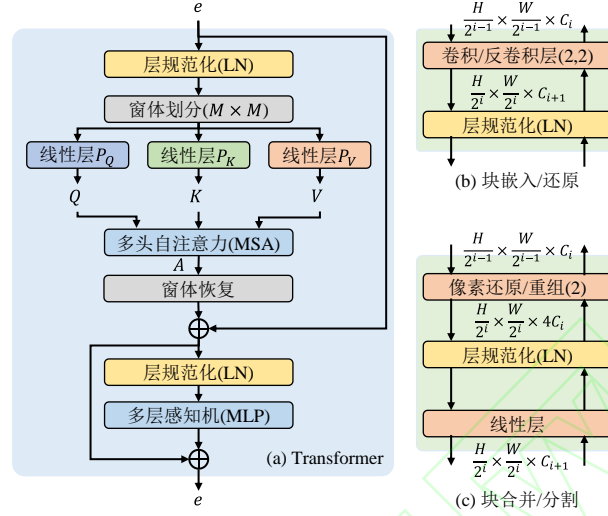 e
层规范化(LN)
窗体划分(M × M)
线性层P_Q
线性层P_K
线性层P_V
Q
K
V
多头自注意力(MSA)
A
窗体恢复
层规范化(LN)
多层感知机(MLP)
(a) Transformer
e
H/2^{i-1} × W/2^{i-1} × C_i
卷积/反卷积层(2,2)
H/2^i × W/2^i × C_{i+1}
层规范化(LN)
(b) 块嵌入/还原
H/2^{i-1} × W/2^{i-1} × C_i
像素还原/重组(2)
H/2^i × W/2^i × 4C_i
层规范化(LN)
线性层
H/2^i × W/2^i × C_{i+1}
(c) 块合并/分割